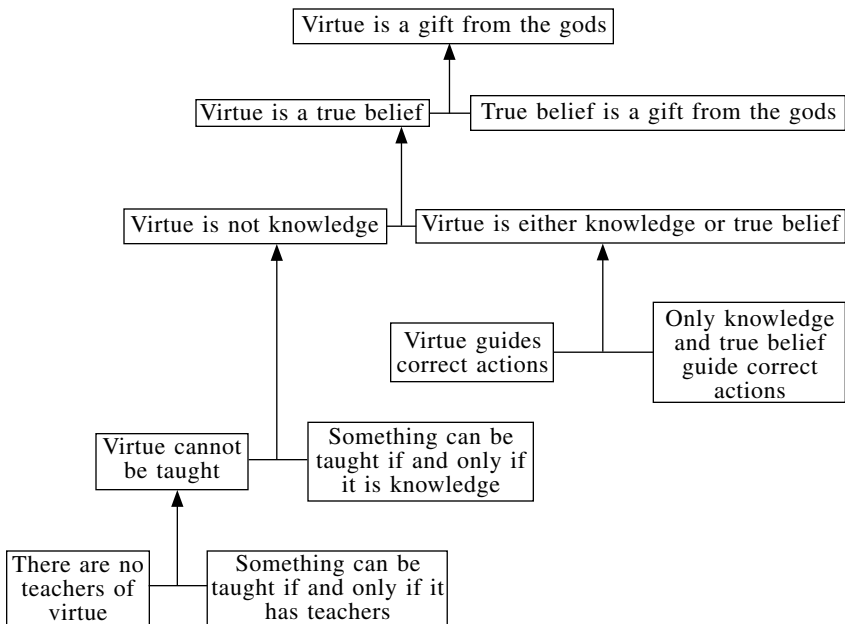 Virtue is a gift from the gods
Virtue is a true belief
True belief is a gift from the gods
Virtue is not knowledge
Virtue is either knowledge or true belief
Virtue guides
correct actions
Only knowledge
and true belief
guide correct
actions
Virtue cannot
be taught
Something can be
taught if and only if
it is knowledge
There are no
teachers of
virtue
Something can be
taught if and only if it
has teachers